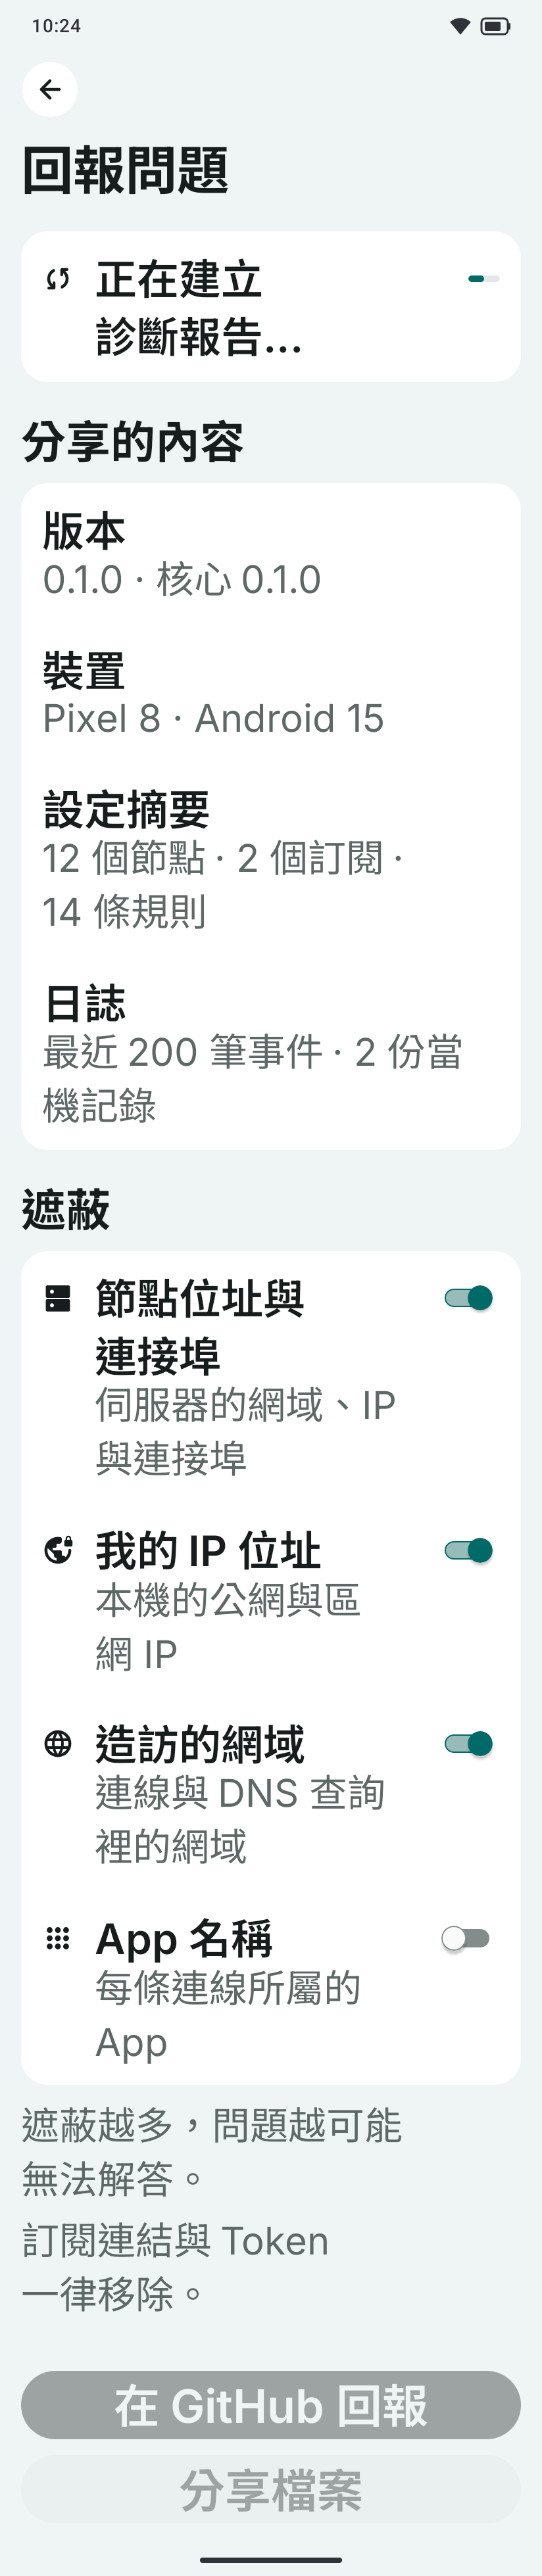 10:24
回報問題
正在建立
診斷報告...
分享的內容
版本
0.1.0 · 核心 0.1.0
裝置
Pixel 8 · Android 15
設定摘要
12 個節點 · 2 個訂閱 ·
14 條規則
日誌
最近 200 筆事件 · 2 份當
機記錄
遮蔽
節點位址與
連接埠
伺服器的網域、IP
與連接埠
我的 IP 位址
本機的公網與區
網 IP
造訪的網域
連線與 DNS 查詢
裡的網域
App 名稱
每條連線所屬的
App
遮蔽越多，問題越可能
無法解答。
訂閱連結與 Token
一律移除。
在 GitHub 回報
分享檔案